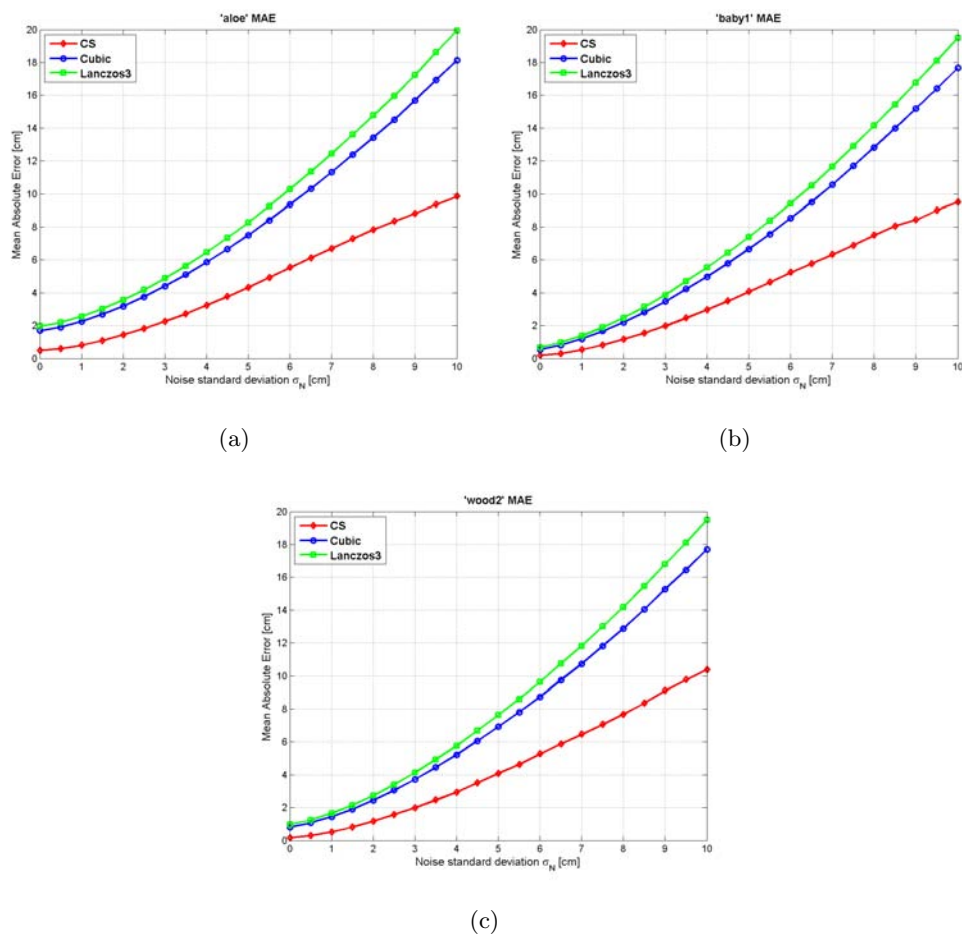 'aloe' MAE
CS
Cubic
Lanczos3
Mean Absolute Error [cm]
20
18
16
14
12
10
8
6
4
2
0
0 1 2 3 4 5 6 7 8 9 10
Noise standard deviation σN [cm]
(a)
'baby1' MAE
CS
Cubic
Lanczos3
Mean Absolute Error [cm]
20
18
16
14
12
10
8
6
4
2
0
0 1 2 3 4 5 6 7 8 9 10
Noise standard deviation σN [cm]
(b)
'wood2' MAE
CS
Cubic
Lanczos3
Mean Absolute Error [cm]
20
18
16
14
12
10
8
6
4
2
0
0 1 2 3 4 5 6 7 8 9 10
Noise standard deviation σN [cm]
(c)